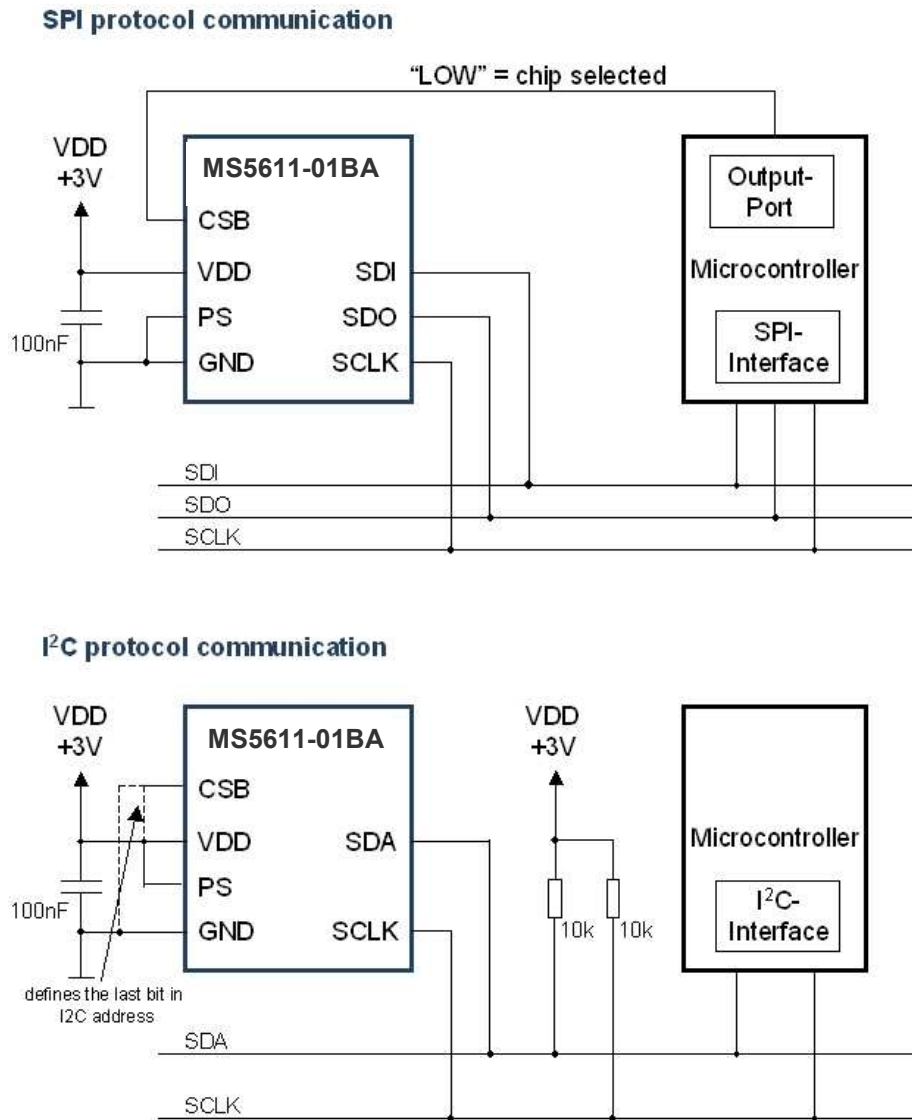 SPI protocol communication
"LOW" = chip selected
VDD
+3V
100nF
MS5611-01BA
CSB
VDD
PS
GND
SDI
SDO
SCLK
Output-
Port
Microcontroller
SPI-
Interface
SDI
SDO
SCLK
I²C protocol communication
VDD
+3V
100nF
MS5611-01BA
CSB
VDD
PS
GND
SDA
SCLK
defines the last bit in
I2C address
VDD
+3V
10k
10k
Microcontroller
I²C-
Interface
SDA
SCLK